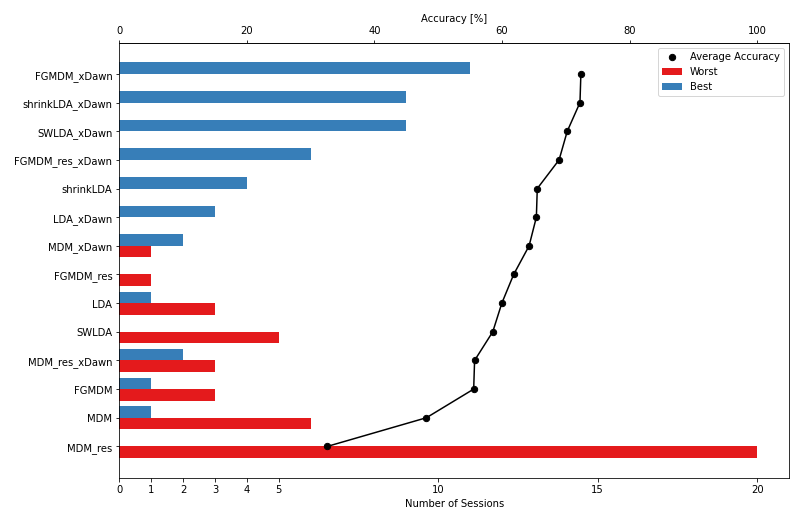 Accuracy [%]
0 20 40 60 80 100
Average Accuracy
Worst
Best
FGMDM_xDawn
shrinkLDA_xDawn
SWLDA_xDawn
FGMDM_res_xDawn
shrinkLDA
LDA_xDawn
MDM_xDawn
FGMDM_res
LDA
SWLDA
MDM_res_xDawn
FGMDM
MDM
MDM_res
0 1 2 3 4 5 10 15 20
Number of Sessions